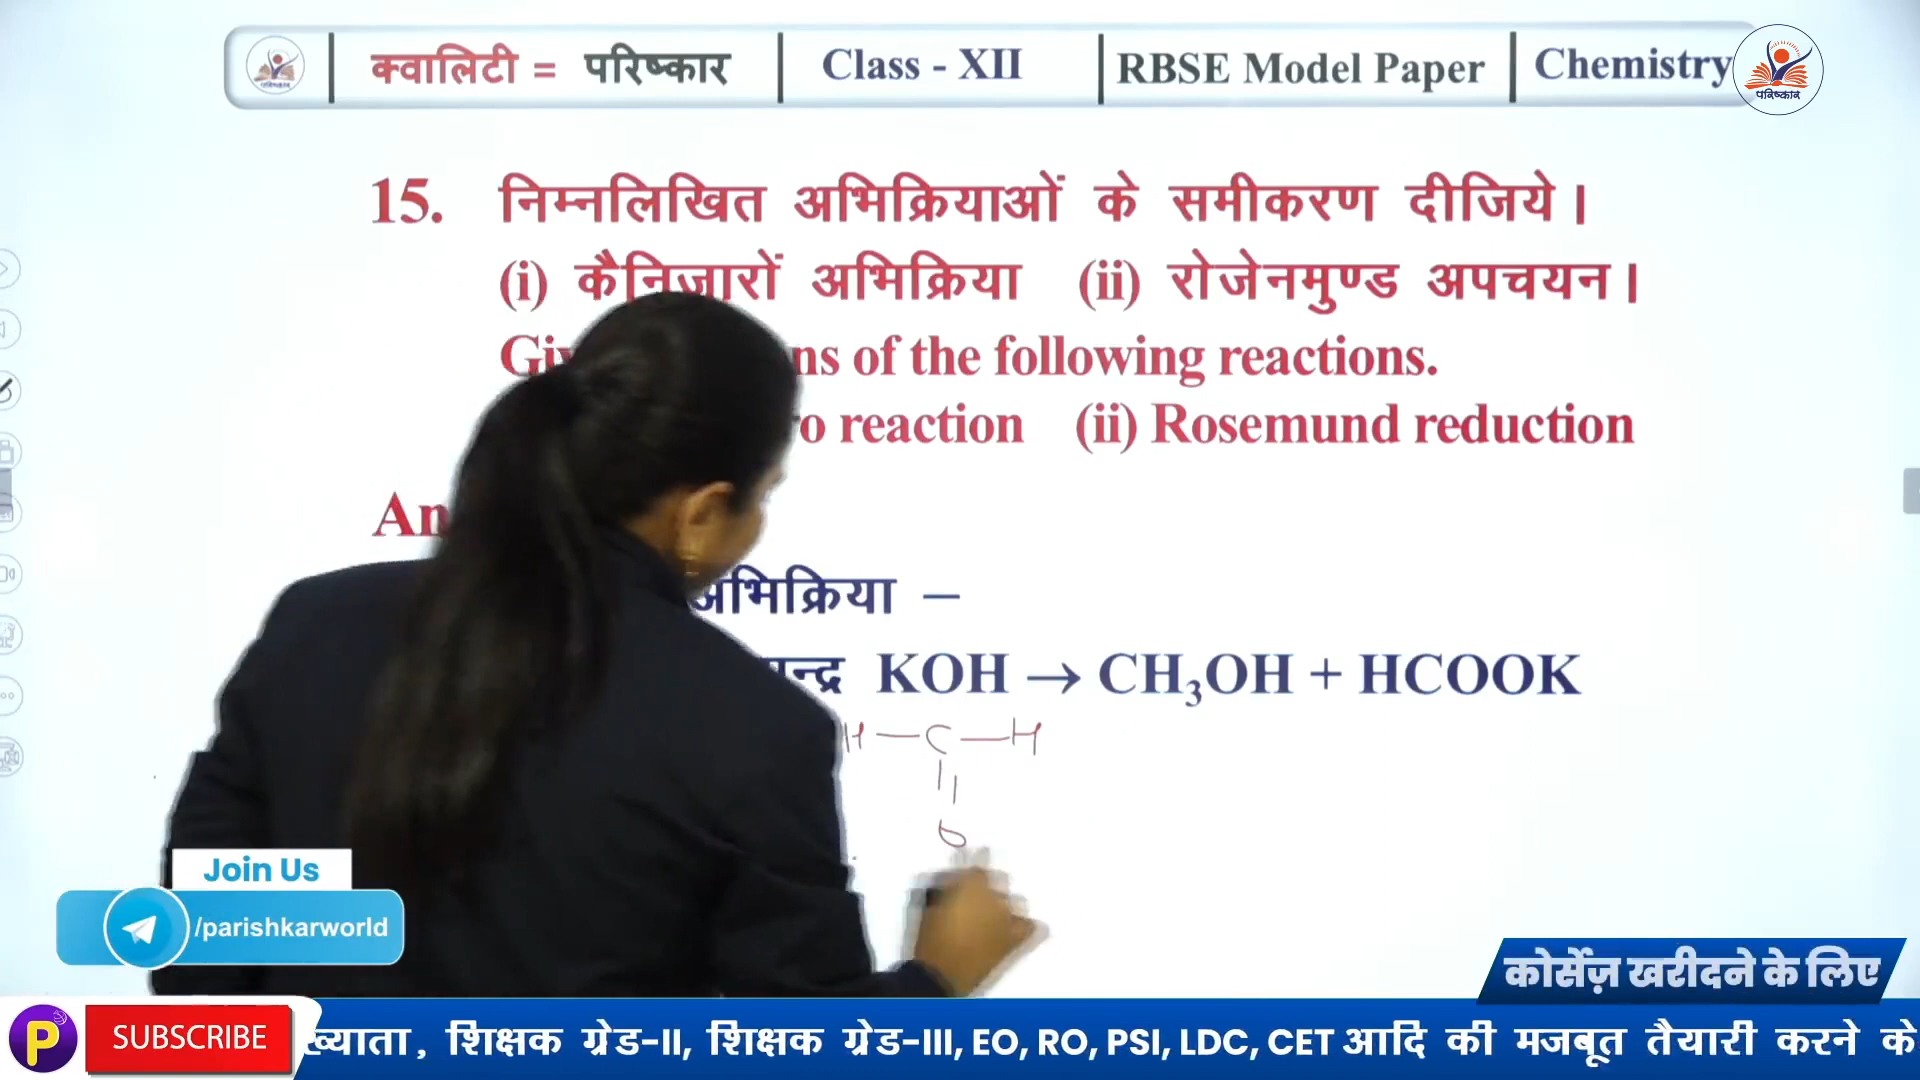 क्वालिटी = परिष्कार
Class - XII
RBSE Model Paper
Chemistry
परिष्कार
15. निम्नलिखित अभिक्रियाओं के समीकरण दीजिये।
(i) कैनिजारों अभिक्रिया (ii) रोजेनमुण्ड अपचयन।
of the following reactions.
reaction (ii) Rosemund reduction
अभिक्रिया –
KOH → CH₃OH + HCOOK
H — C — H
||
O
Join Us
/parishkarworld
कोर्सेज़ खरीदने के लिए
P SUBSCRIBE
शिक्षक ग्रेड-II, शिक्षक ग्रेड-III, EO, RO, PSI, LDC, CET आदि की मजबूत तैयारी करने के